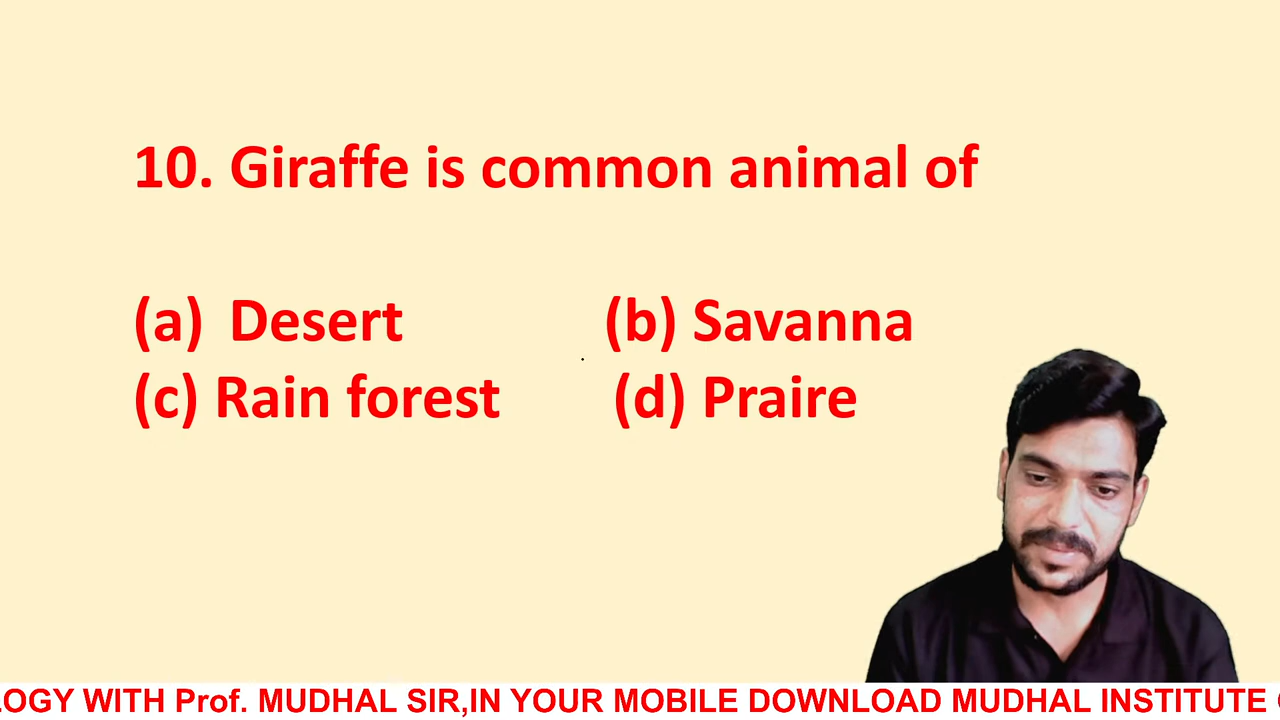 10. Giraffe is common animal of
(a) Desert (b) Savanna
(c) Rain forest (d) Praire
LOGY WITH Prof. MUDHAL SIR,IN YOUR MOBILE DOWNLOAD MUDHAL INSTITUTE